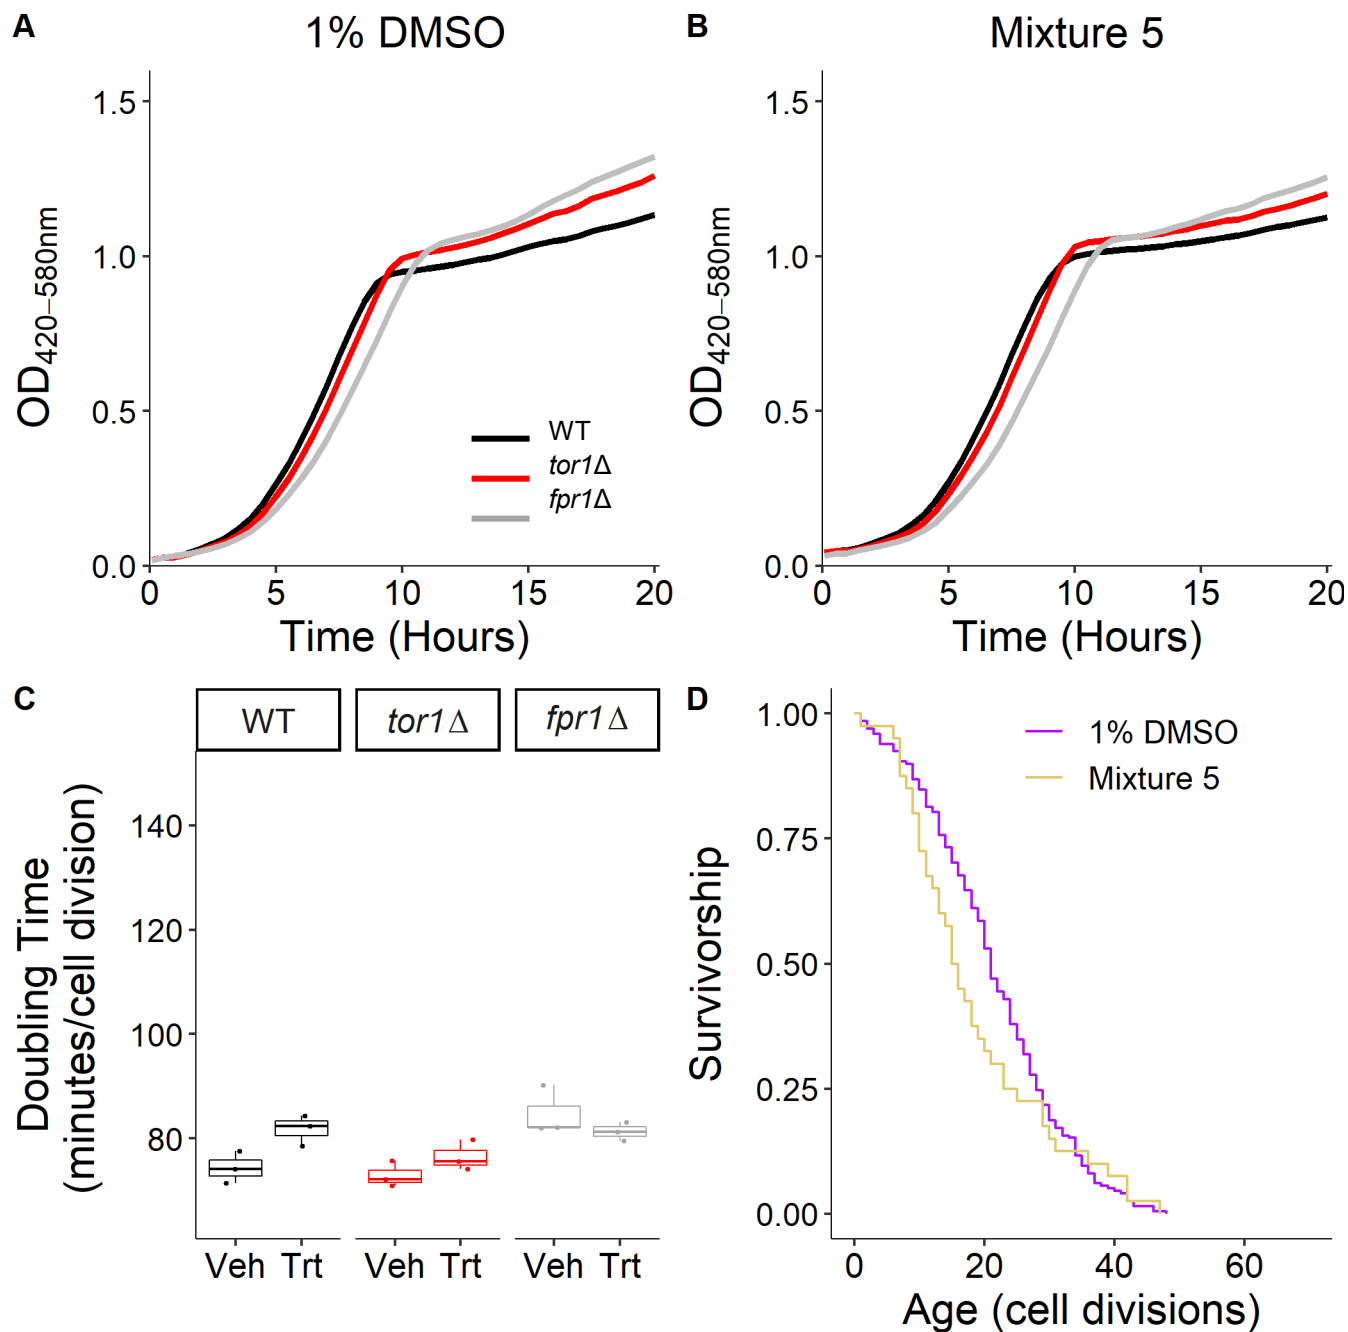 A
1% DMSO
1.5
1.0
0.5
0.0
OD420−580nm
WT
tor1Δ
fpr1Δ
0 5 10 15 20
Time (Hours)
B
Mixture 5
1.5
1.0
0.5
0.0
OD420−580nm
0 5 10 15 20
Time (Hours)
C
WT tor1Δ fpr1Δ
140
120
100
80
Doubling Time
(minutes/cell division)
Veh Trt Veh Trt Veh Trt
D
1.00
0.75
0.50
0.25
0.00
Survivorship
1% DMSO
Mixture 5
0 20 40 60
Age (cell divisions)